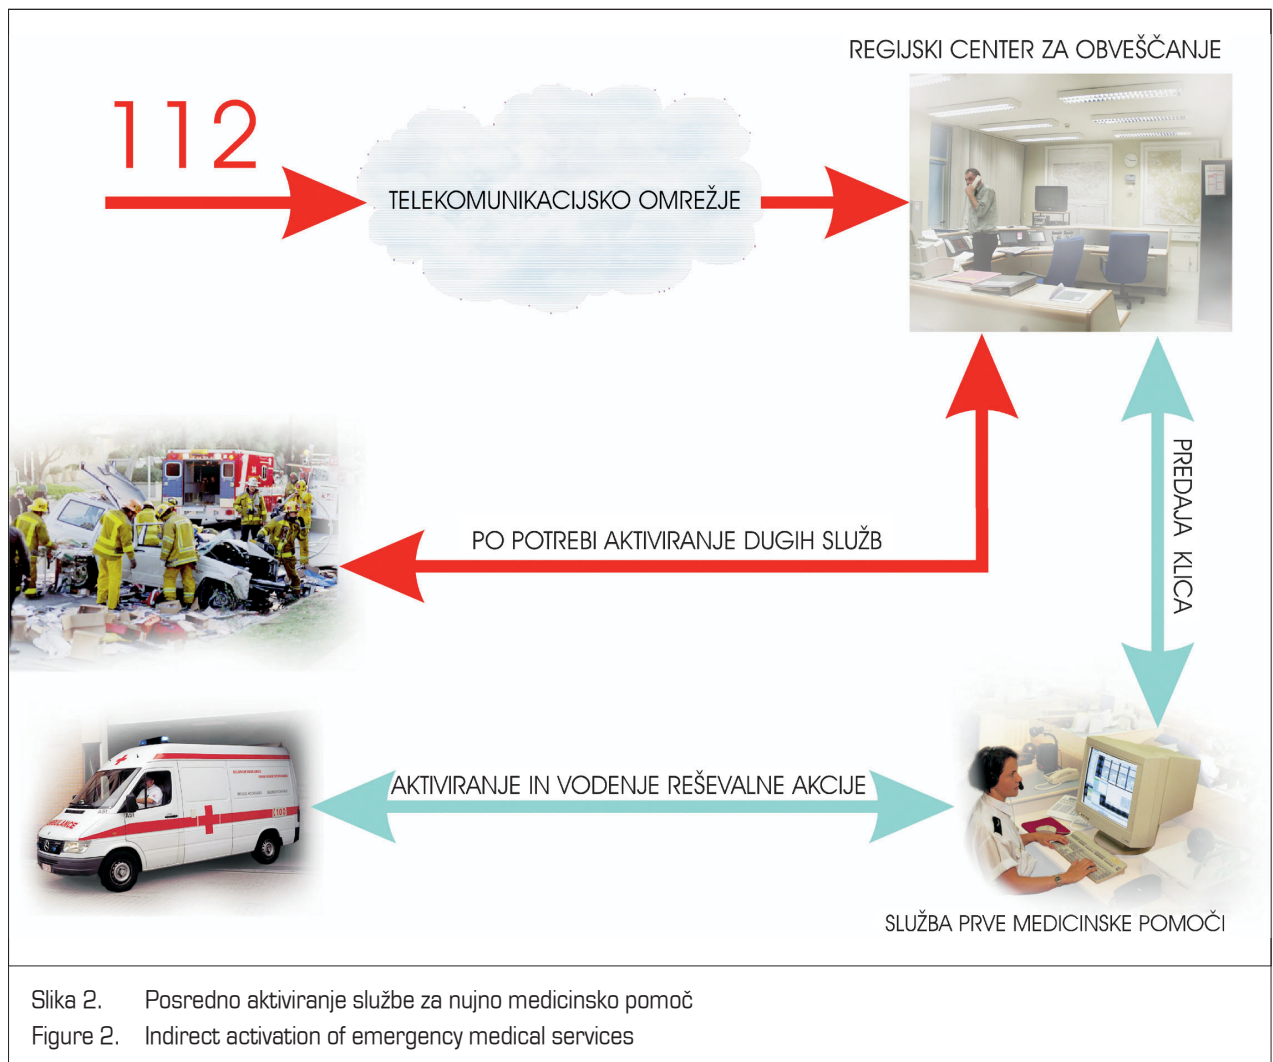 REGIJSKI CENTER ZA OBVEŠČANJE
112
TELEKOMUNIKACIJSKO OMREŽJE
PO POTREBI AKTIVIRANJE DUGIH SLUŽB
PREDAJA KLICA
AKTIVIRANJE IN VODENJE REŠEVALNE AKCIJE
AMBULANCE
SLUŽBA PRVE MEDICINSKE POMOČI
Slika 2. Posredno aktiviranje službe za nujno medicinsko pomoč
Figure 2. Indirect activation of emergency medical services